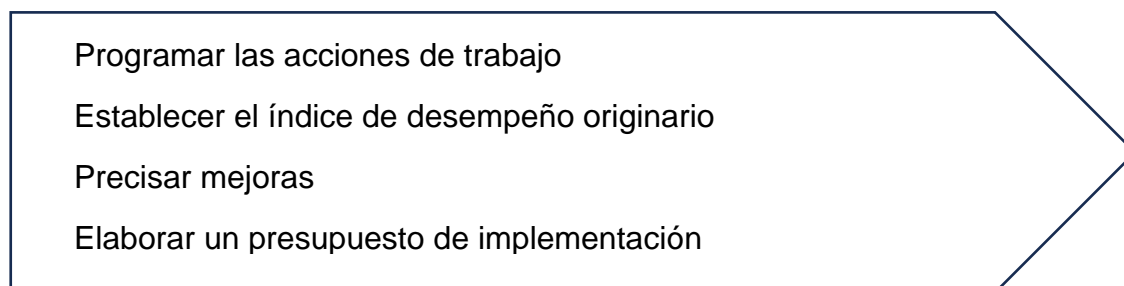 Programar las acciones de trabajo
Establecer el índice de desempeño originario
Precisar mejoras
Elaborar un presupuesto de implementación